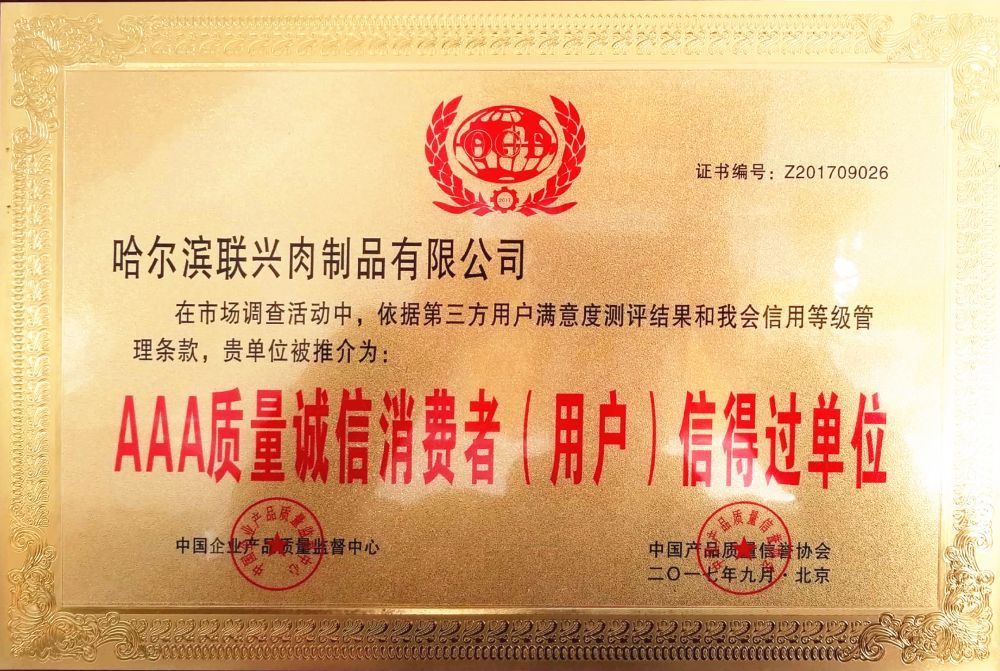 证书编号：Z201709026
哈尔滨联兴肉制品有限公司
在市场调查活动中，依据第三方用户满意度测评结果和我会信用等级管
理条款，贵单位被推介为：
AAA质量诚信消费者（用户）信得过单位
中国企业产品质量监督中心
中国产品质量信誉协会
二〇一七年九月·北京